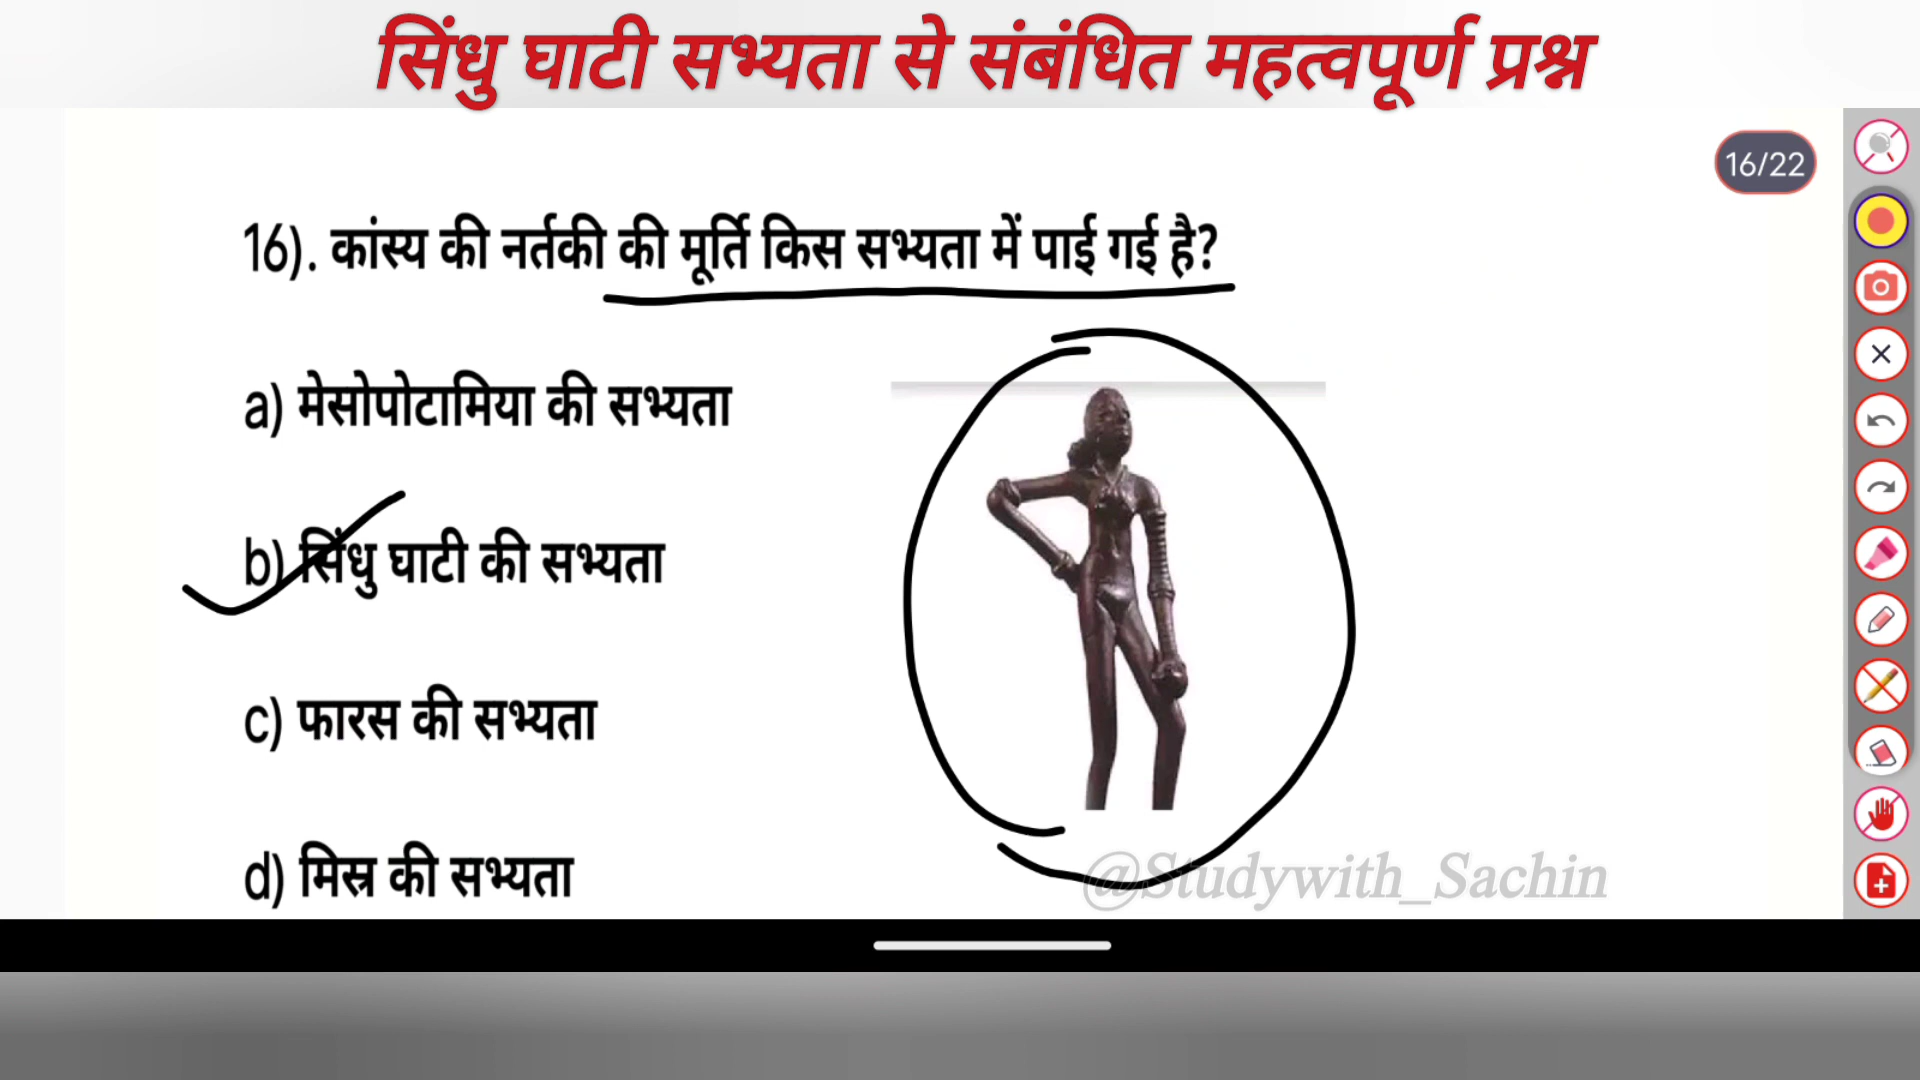 सिंधु घाटी सभ्यता से संबंधित महत्वपूर्ण प्रश्न
16/22
16). कांस्य की नर्तकी की मूर्ति किस सभ्यता में पाई गई है?
a) मेसोपोटामिया की सभ्यता
b) सिंधु घाटी की सभ्यता
c) फारस की सभ्यता
d) मिस्र की सभ्यता
@Studywith_Sachin